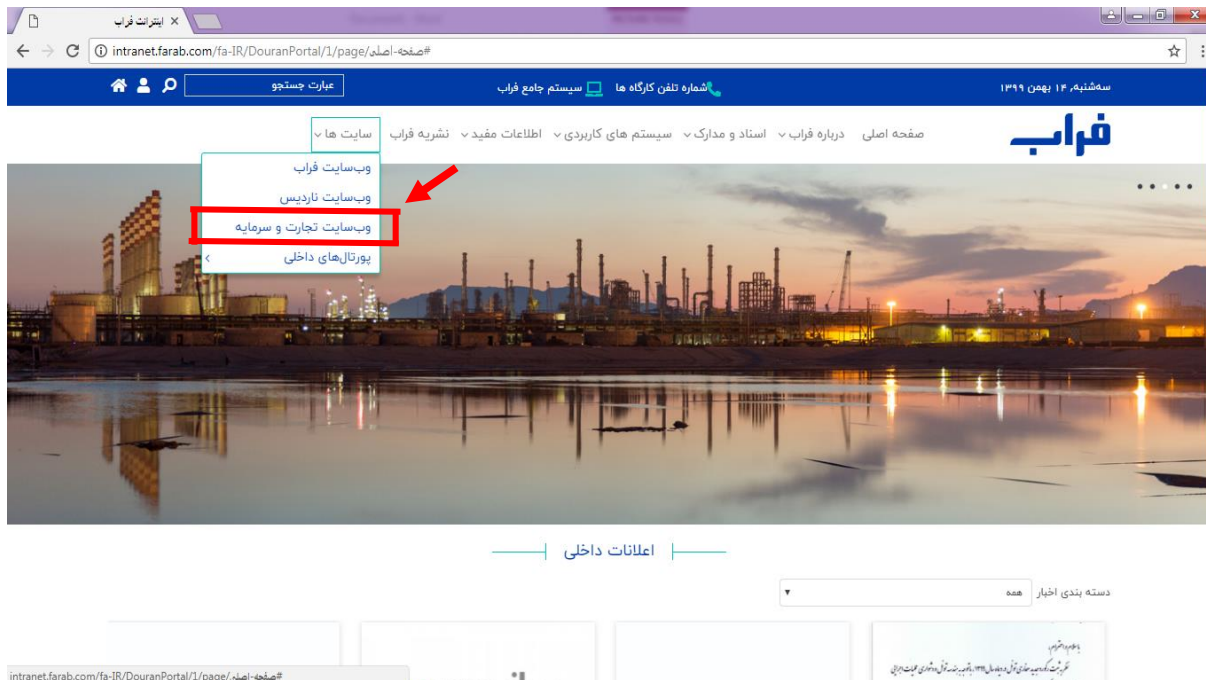 اینترانت فراب
intranet.farab.com/fa-IR/DouranPortal/1/page/صفحه-اصلی#
سه‌شنبه, ۱۴ بهمن ۱۳۹۹
شماره تلفن کارگاه ها
سیستم جامع فراب
عبارت جستجو
فراب
صفحه اصلی درباره فراب اسناد و مدارک سیستم های کاربردی اطلاعات مفید نشریه فراب سایت ها
وب‌سایت فراب
وب‌سایت ناردیس
وب‌سایت تجارت و سرمایه
پورتال‌های داخلی
اعلانات داخلی
دسته بندی اخبار همه
intranet.farab.com/fa-IR/DouranPortal/1/page/صفحه-اصلی#